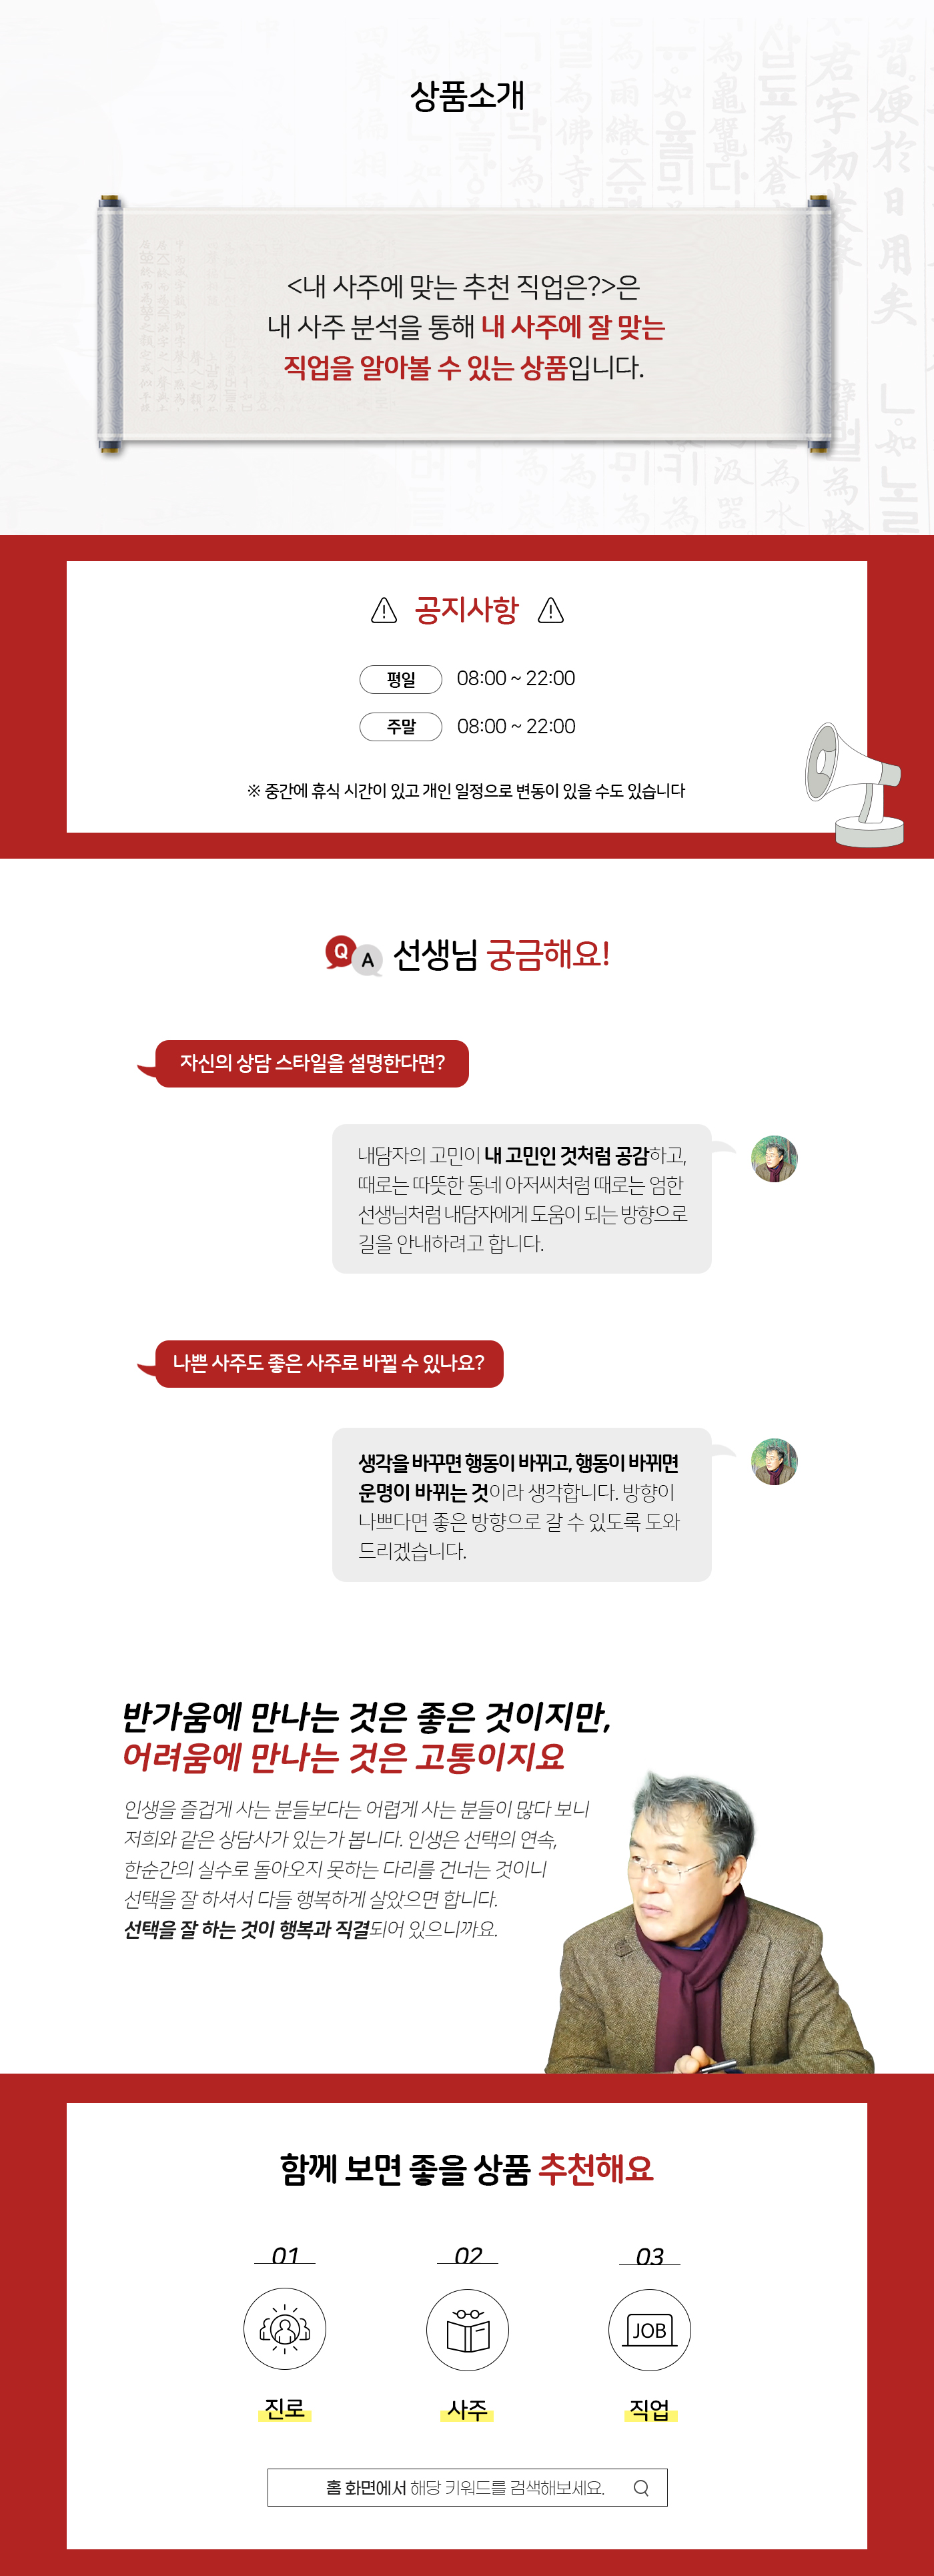 상품소개
<내 사주에 맞는 추천 직업은?>은
내 사주 분석을 통해 내 사주에 잘 맞는
직업을 알아볼 수 있는 상품입니다.
공지사항
평일 08:00 ~ 22:00
주말 08:00 ~ 22:00
※ 중간에 휴식 시간이 있고 개인 일정으로 변동이 있을 수도 있습니다
Q A 선생님 궁금해요!
자신의 상담 스타일을 설명한다면?
내담자의 고민이 내 고민인 것처럼 공감하고,
때로는 따뜻한 동네 아저씨처럼 때로는 엄한
선생님처럼 내담자에게 도움이 되는 방향으로
길을 안내하려고 합니다.
나쁜 사주도 좋은 사주로 바뀔 수 있나요?
생각을 바꾸면 행동이 바뀌고, 행동이 바뀌면
운명이 바뀌는 것이라 생각합니다. 방향이
나쁘다면 좋은 방향으로 갈 수 있도록 도와
드리겠습니다.
반가움에 만나는 것은 좋은 것이지만,
어려움에 만나는 것은 고통이지요
인생을 즐겁게 사는 분들보다는 어렵게 사는 분들이 많다 보니
저희와 같은 상담사가 있는가 봅니다. 인생은 선택의 연속,
한순간의 실수로 돌아오지 못하는 다리를 건너는 것이니
선택을 잘 하셔서 다들 행복하게 살았으면 합니다.
선택을 잘 하는 것이 행복과 직결되어 있으니까요.
함께 보면 좋을 상품 추천해요
01 02 03
JOB
진로 사주 직업
홈 화면에서 해당 키워드를 검색해보세요.